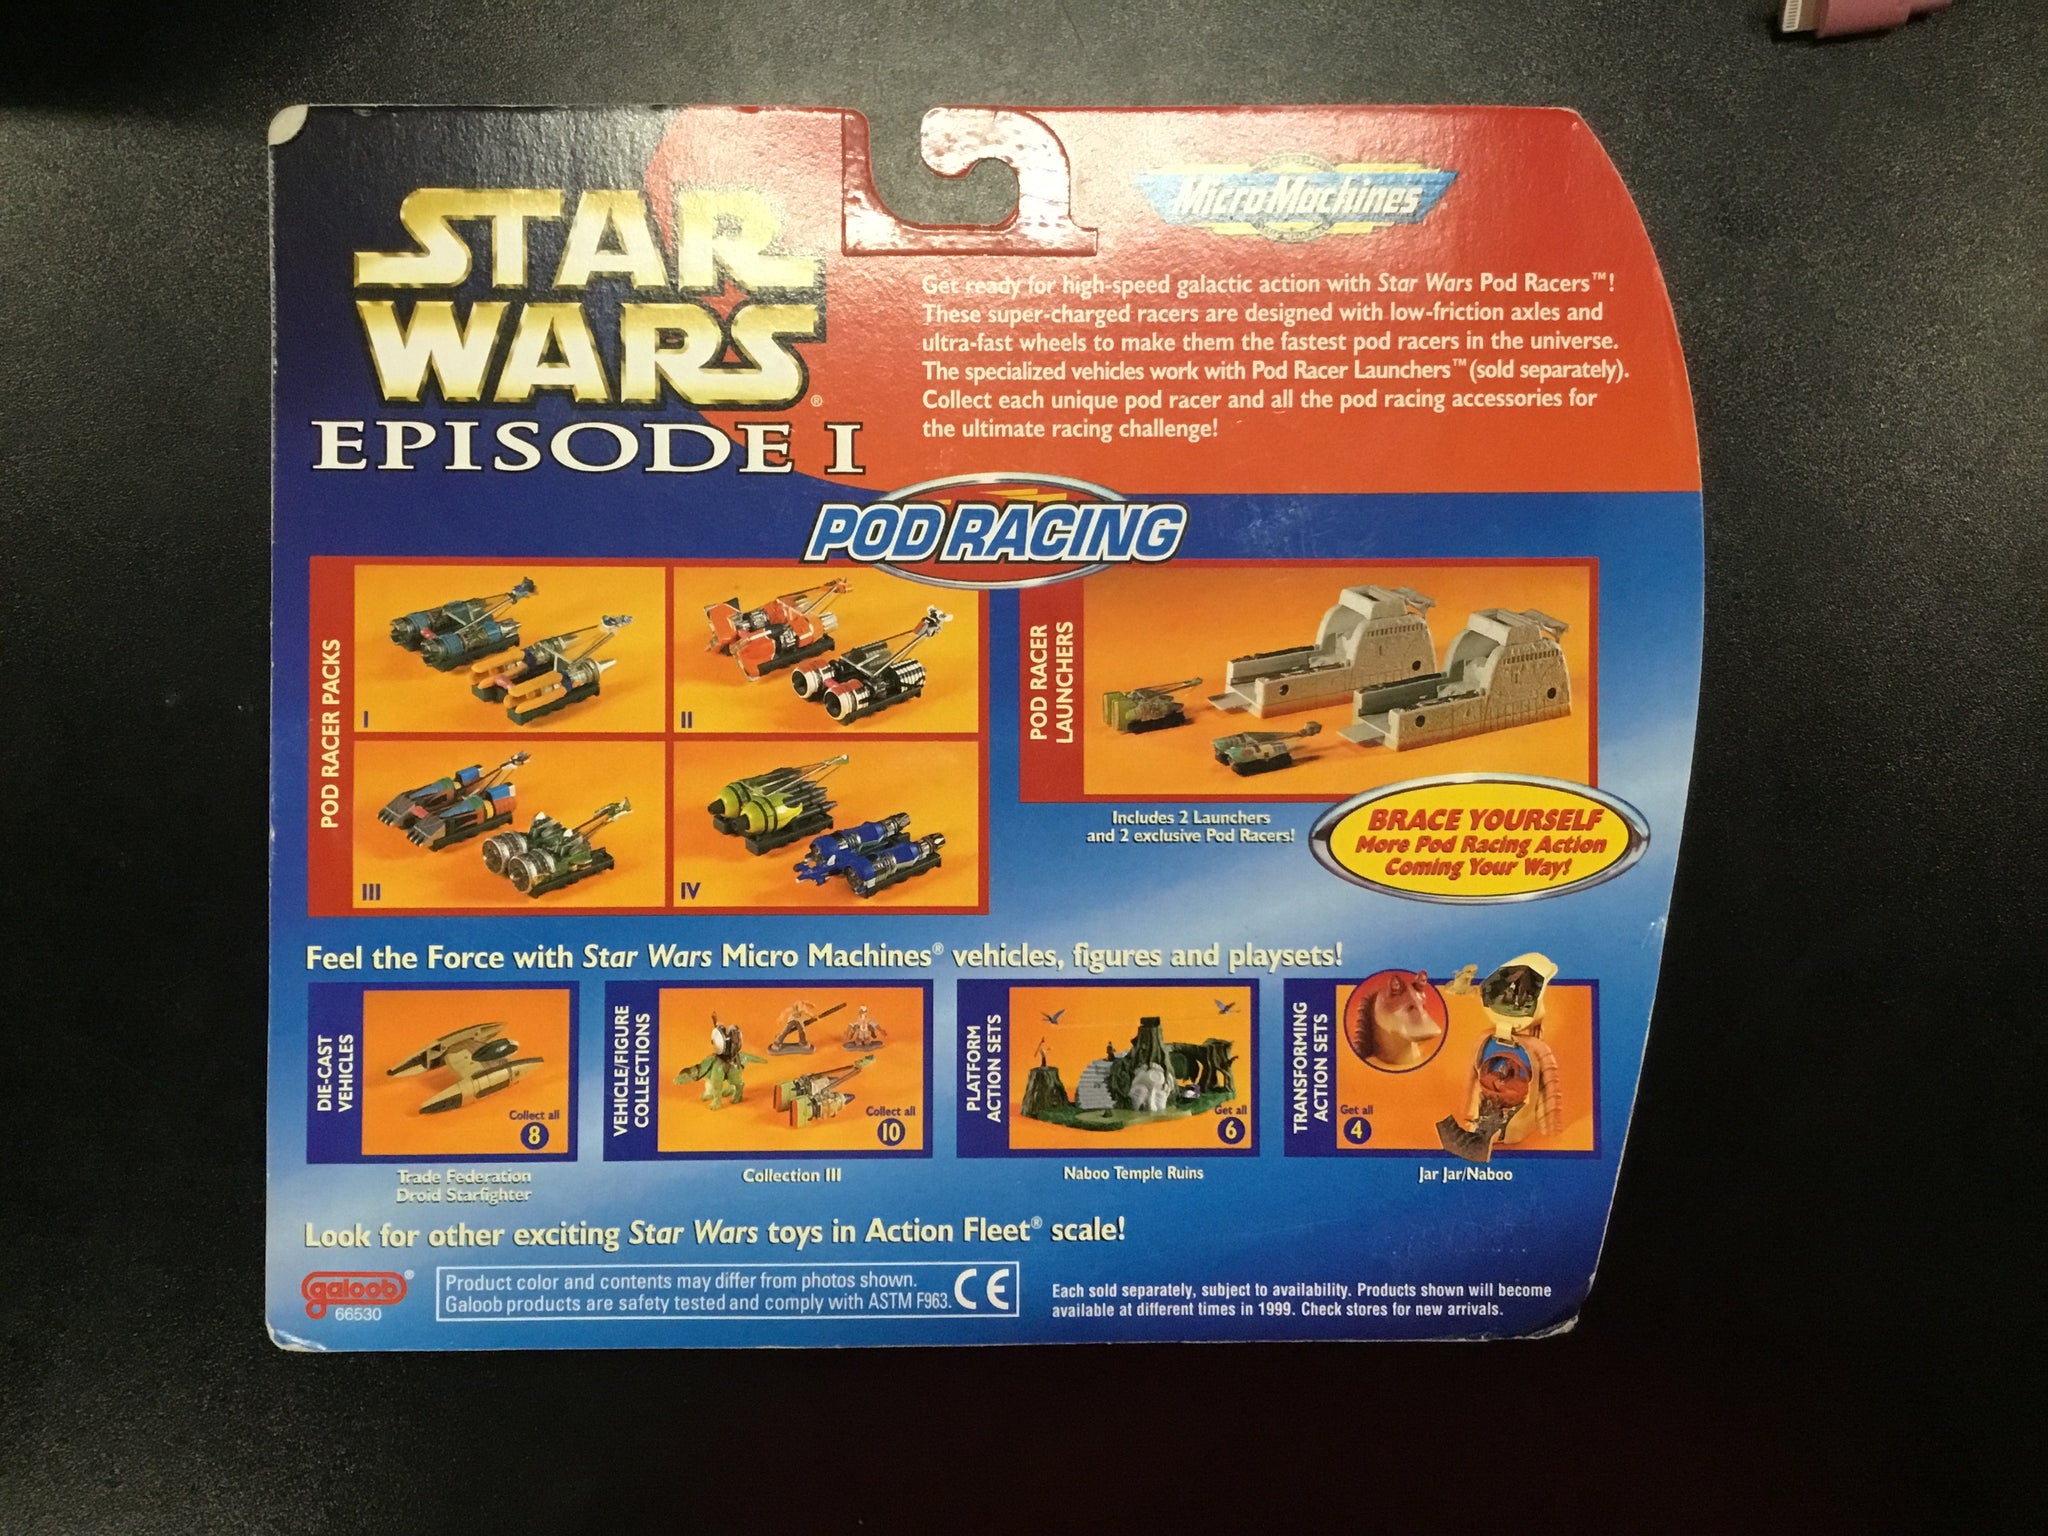 STAR
WARS®
EPISODE I
Micro Machines
Get ready for high-speed galactic action with Star Wars Pod Racers™!
These super-charged racers are designed with low-friction axles and
ultra-fast wheels to make them the fastest pod racers in the universe.
The specialized vehicles work with Pod Racer Launchers™ (sold separately).
Collect each unique pod racer and all the pod racing accessories for
the ultimate racing challenge!
POD RACING
POD RACER PACKS
I
II
III
IV
POD RACER
LAUNCHERS
Includes 2 Launchers
and 2 exclusive Pod Racers!
BRACE YOURSELF
More Pod Racing Action
Coming Your Way!
Feel the Force with Star Wars Micro Machines® vehicles, figures and playsets!
DIE-CAST
VEHICLES
Collect all
8
Trade Federation
Droid Starfighter
VEHICLE/FIGURE
COLLECTIONS
Collect all
10
Collection III
PLATFORM
ACTION SETS
Get all
6
Naboo Temple Ruins
TRANSFORMING
ACTION SETS
Get all
4
Jar Jar/Naboo
Look for other exciting Star Wars toys in Action Fleet® scale!
galoob®
66530
Product color and contents may differ from photos shown.
Galoob products are safety tested and comply with ASTM F963.
CE
Each sold separately, subject to availability. Products shown will become
available at different times in 1999. Check stores for new arrivals.